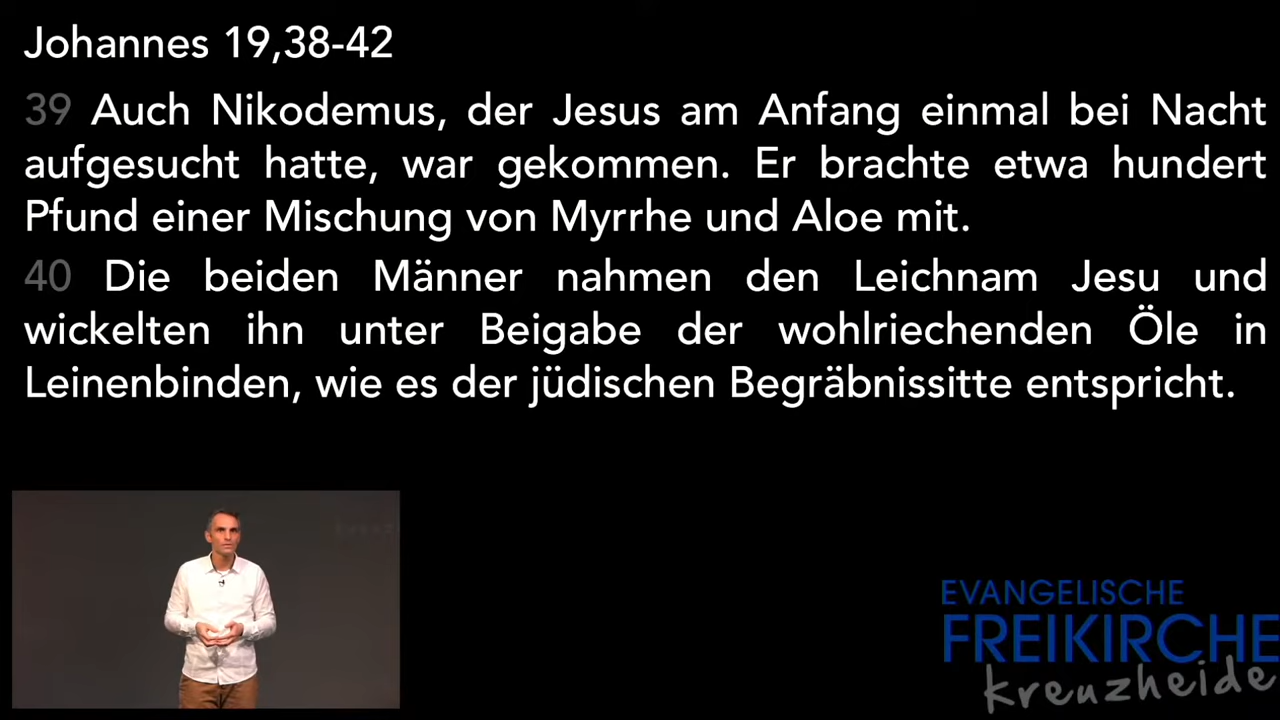 Johannes 19,38-42
39 Auch Nikodemus, der Jesus am Anfang einmal bei Nacht
aufgesucht hatte, war gekommen. Er brachte etwa hundert
Pfund einer Mischung von Myrrhe und Aloe mit.
40 Die beiden Männer nahmen den Leichnam Jesu und
wickelten ihn unter Beigabe der wohlriechenden Öle in
Leinenbinden, wie es der jüdischen Begräbnissitte entspricht.
EVANGELISCHE
FREIKIRCHE
kreuzheide